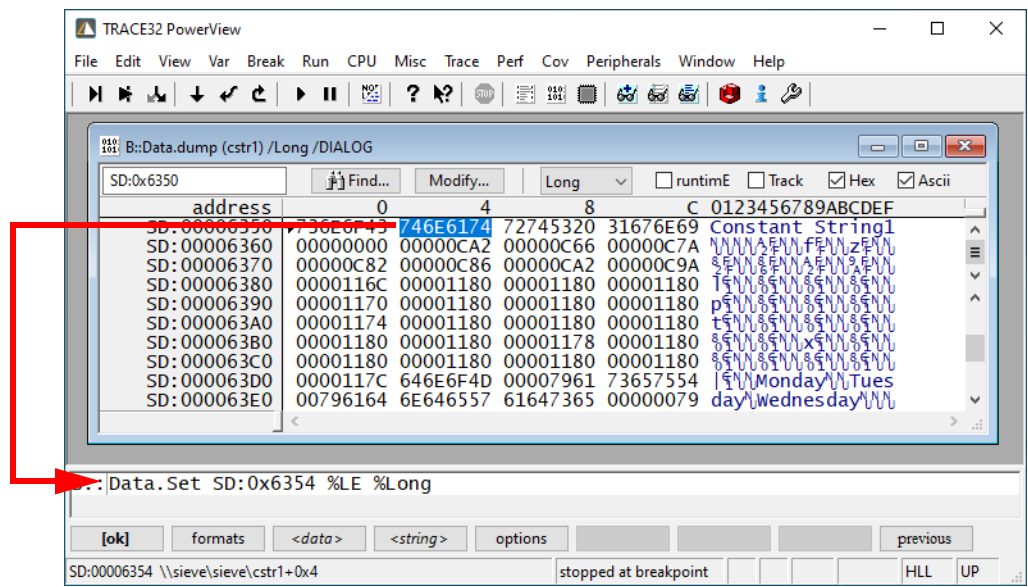 TRACE32 PowerView
File Edit View Var Break Run CPU Misc Trace Perf Cov Peripherals Window Help
B::Data.dump (cstr1) /Long /DIALOG
SD:0x6350 Find... Modify... Long runtimE Track Hex Ascii
address 0 4 8 C 0123456789ABCDEF
SD:00006350 736E6F43 746E6174 72745320 31676E69 Constant String1
SD:00006360 00000000 00000CA2 00000C66 00000C7A
SD:00006370 00000C82 00000C86 00000CA2 00000C9A
SD:00006380 0000116C 00001180 00001180 00001180
SD:00006390 00001170 00001180 00001180 00001180
SD:000063A0 00001174 00001180 00001180 00001180
SD:000063B0 00001180 00001180 00001178 00001180
SD:000063C0 00001180 00001180 00001180 00001180
SD:000063D0 0000117C 646E6F4D 00007961 73657554 Monday Tues
SD:000063E0 00796164 6E646557 61647365 00000079 day Wednesday
B::Data.Set SD:0x6354 %LE %Long
[ok] formats <data> <string> options previous
SD:00006354 \\sieve\sieve\cstr1+0x4 stopped at breakpoint HLL UP